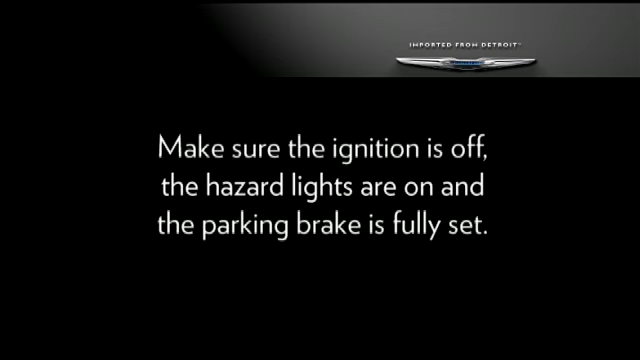 IMPORTED FROM DETROIT™
Make sure the ignition is off,
the hazard lights are on and
the parking brake is fully set.